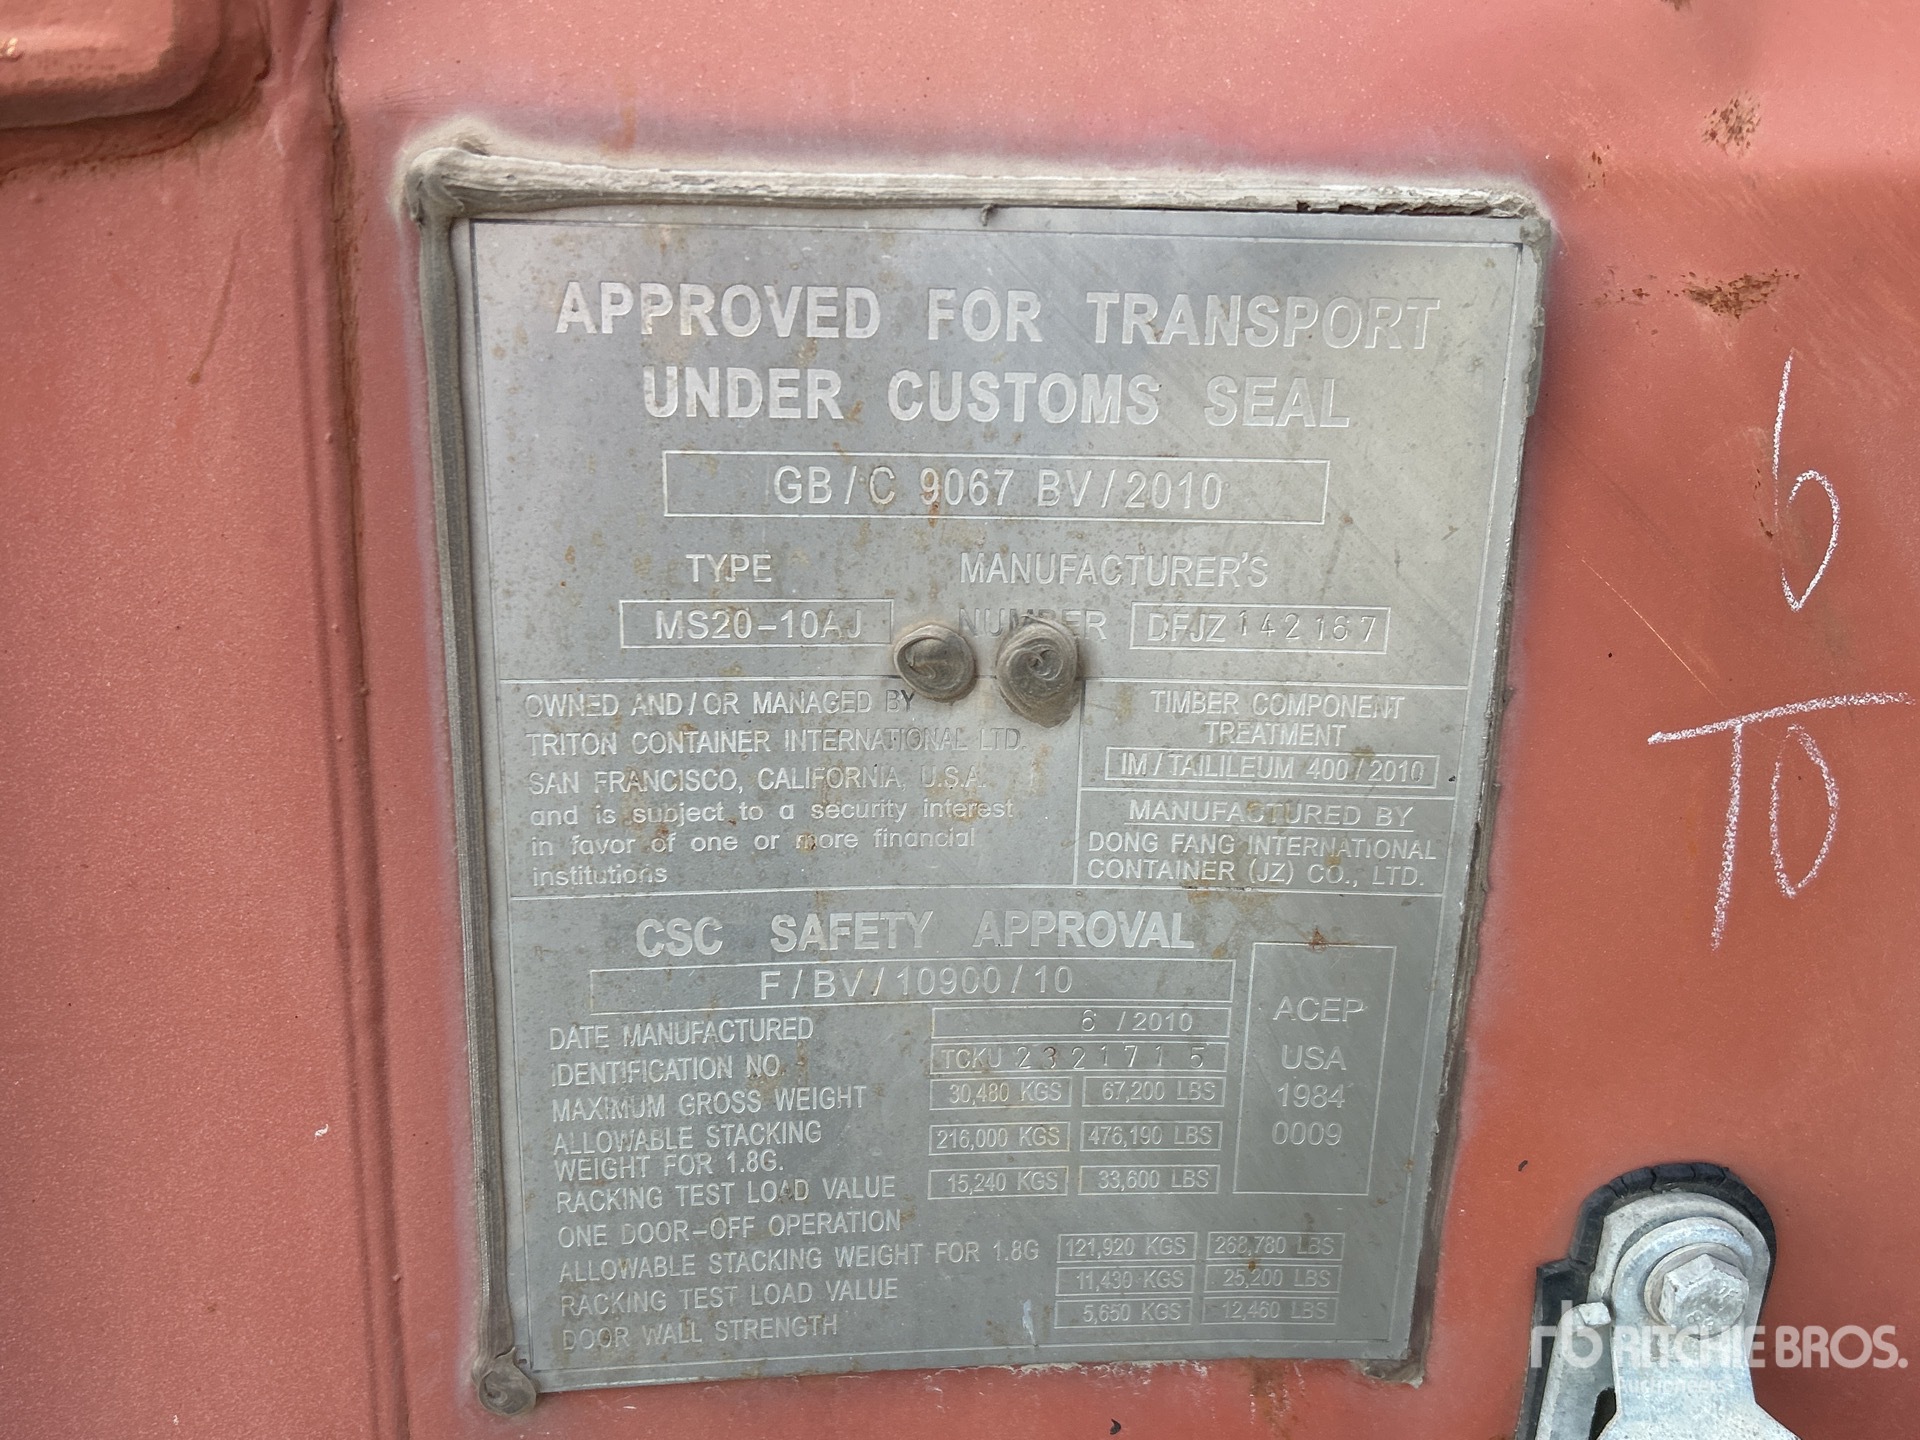 APPROVED FOR TRANSPORT
UNDER CUSTOMS SEAL
GB/C 9067 BV/2010
TYPE
MS20-10AJ
MANUFACTURER'S
NUMBER DFJZ 142167
OWNED AND/OR MANAGED BY
TRITON CONTAINER INTERNATIONAL LTD.
SAN FRANCISCO, CALIFORNIA, U.S.A.
and is subject to a security interest
in favor of one or more financial
institutions
TIMBER COMPONENT
TREATMENT
IM/TAILILEUM 400/2010
MANUFACTURED BY
DONG FANG INTERNATIONAL
CONTAINER (JZ) CO., LTD.
CSC SAFETY APPROVAL
F/BV/10900/10
DATE MANUFACTURED 6/2010
IDENTIFICATION NO. TCKU 2321715
MAXIMUM GROSS WEIGHT 30,480 KGS 67,200 LBS
ALLOWABLE STACKING
WEIGHT FOR 1.8G. 216,000 KGS 476,190 LBS
RACKING TEST LOAD VALUE 15,240 KGS 33,600 LBS
ONE DOOR-OFF OPERATION
ALLOWABLE STACKING WEIGHT FOR 1.8G 121,920 KGS 268,780 LBS
RACKING TEST LOAD VALUE 11,430 KGS 25,200 LBS
DOOR WALL STRENGTH 5,650 KGS 12,460 LBS
ACEP
USA
1984
0009
6
TO
rb RITCHIE BROS.
Auctioneers